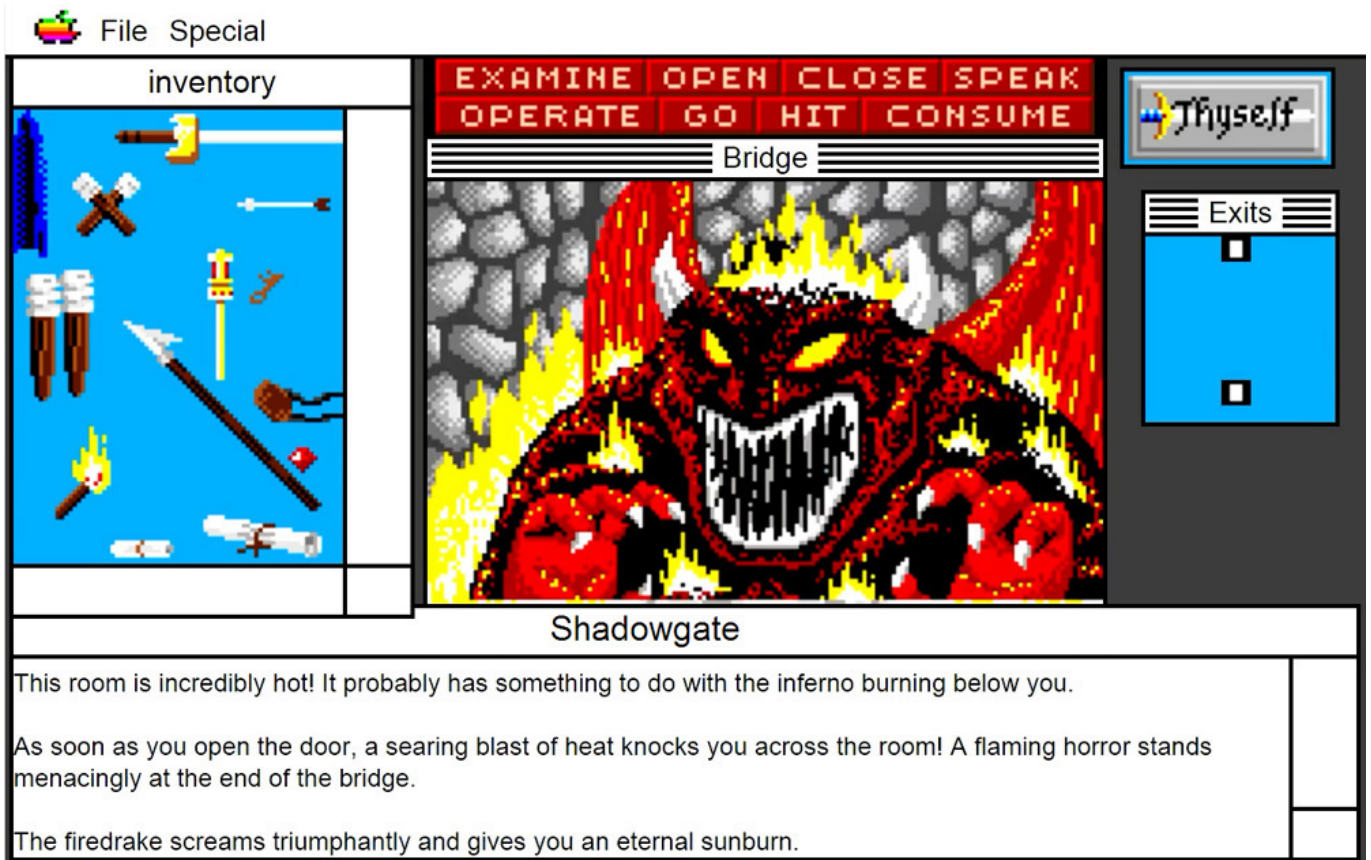 File Special
inventory
EXAMINE OPEN CLOSE SPEAK
OPERATE GO HIT CONSUME
Bridge
Thyself
Exits
Shadowgate
This room is incredibly hot! It probably has something to do with the inferno burning below you.
As soon as you open the door, a searing blast of heat knocks you across the room! A flaming horror stands
menacingly at the end of the bridge.
The firedrake screams triumphantly and gives you an eternal sunburn.